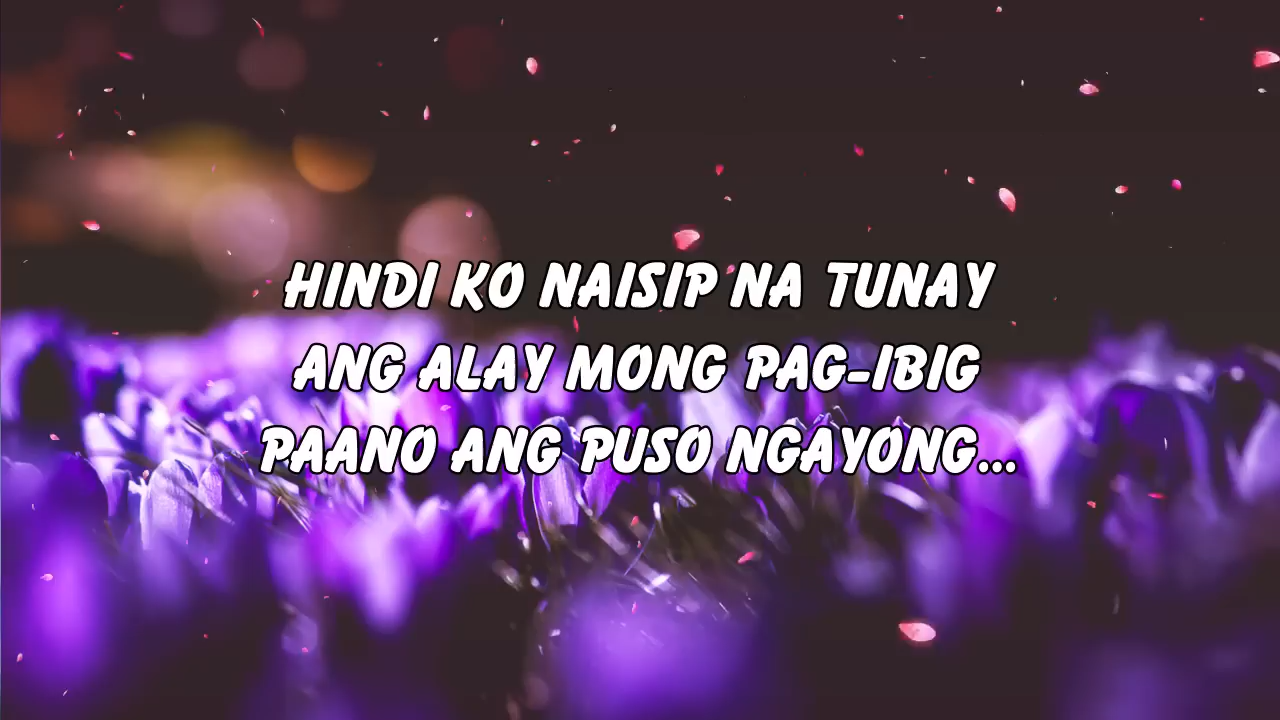 HINDI KO NAISIP NA TUNAY
ANG ALAY MONG PAG-IBIG
PAANO ANG PUSO NGAYONG...